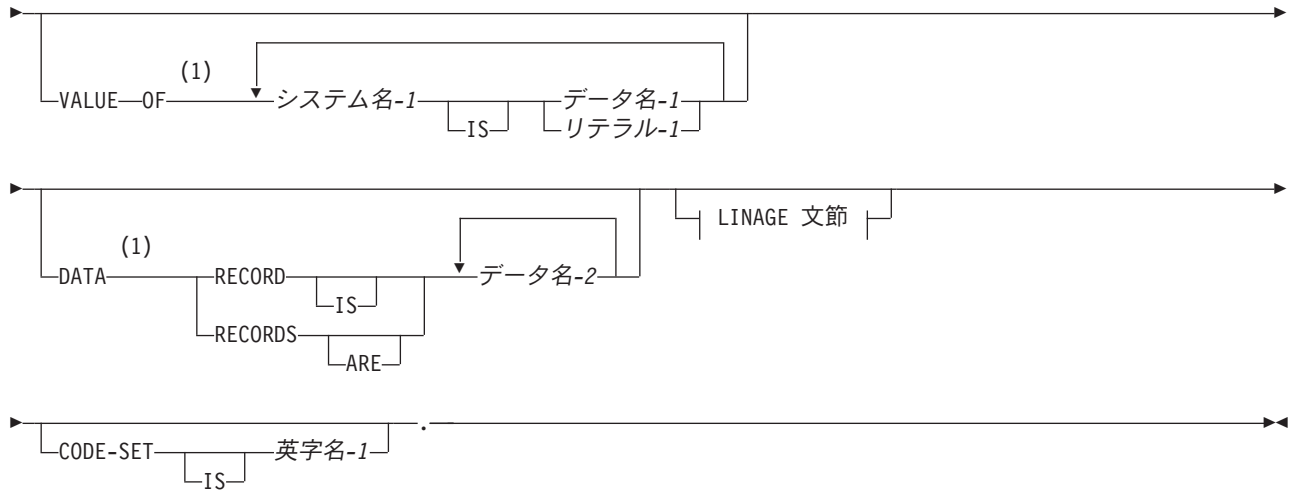 (1)
VALUE OF システム名-1 データ名-1
IS リテラル-1
LINAGE 文節
(1)
DATA RECORD データ名-2
IS
RECORDS
ARE
.
CODE-SET 英字名-1
IS